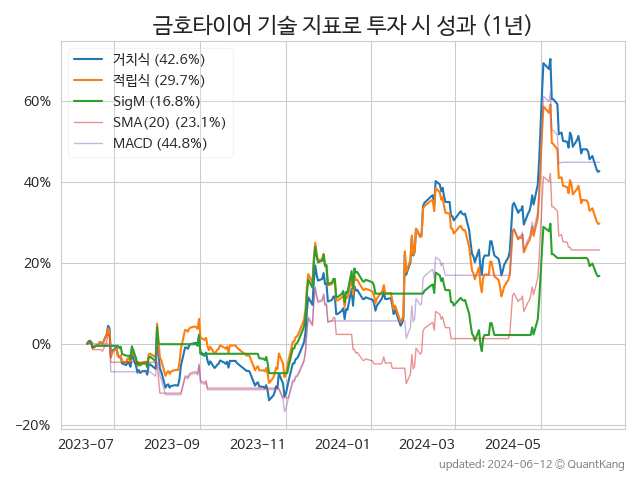 금호타이어 기술 지표로 투자 시 성과 (1년)
거치식 (42.6%)
적립식 (29.7%)
SigM (16.8%)
SMA(20) (23.1%)
MACD (44.8%)
60%
40%
20%
0%
−20%
2023-07 2023-09 2023-11 2024-01 2024-03 2024-05
updated: 2024-06-12 © QuantKang